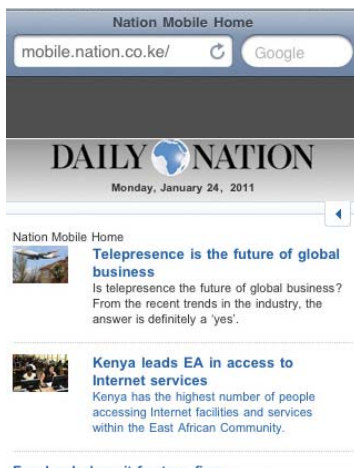 Nation Mobile Home
mobile.nation.co.ke/
Google
DAILY NATION
Monday, January 24, 2011
Nation Mobile Home
Telepresence is the future of global
business
Is telepresence the future of global business?
From the recent trends in the industry, the
answer is definitely a ‘yes’.
Kenya leads EA in access to
Internet services
Kenya has the highest number of people
accessing Internet facilities and services
within the East African Community.